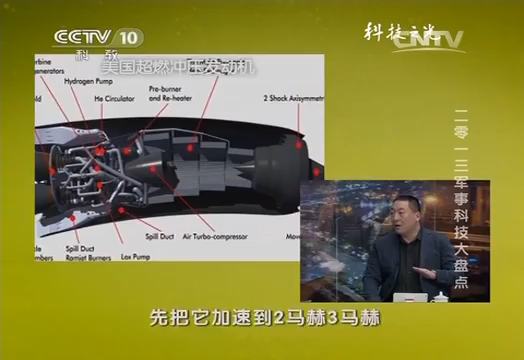 CCTV 10
科 教
科技之光
CNTV
美国超燃冲压发动机
Hydrogen Pump
He Circulator
Pre-burner
and Re-heater
2 Shock Axisymmetr
Spill Duct
Ramjet Burners
Lox Pump
Spill Duct
Air Turbo-compressor
二零一三军事科技大盘点
先把它加速到2马赫3马赫